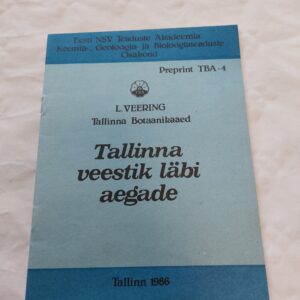 Eesti NSV Teaduste Akadeemia
Keemia-, Geoloogia ja Bioloogiateaduste
Osakond
Preprint TBA-4
L. VEERING
Tallinna Botaanikaaed
Tallinna
veestik läbi
aegade
Tallinn 1986